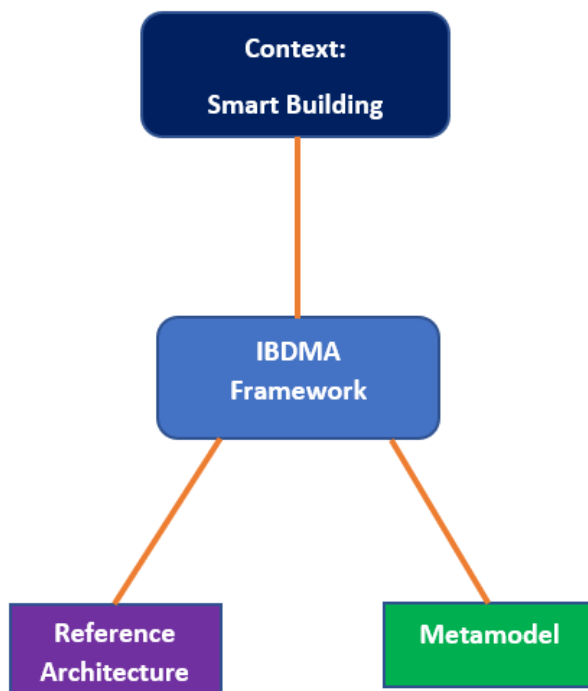 Context:
Smart Building
IBDMA
Framework
Reference
Architecture
Metamodel